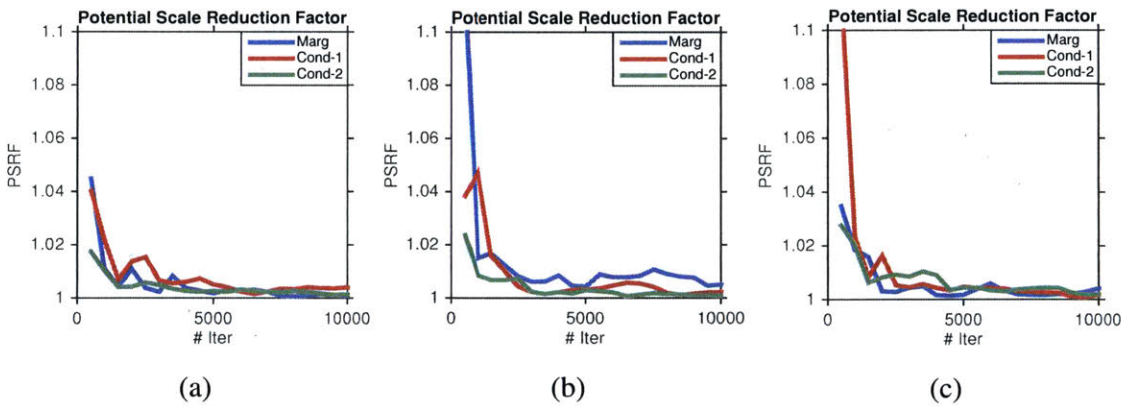 Potential Scale Reduction Factor
1.1
1.08
1.06
1.04
1.02
1
PSRF
Marg
Cond-1
Cond-2
0
5000
10000
# Iter
(a)
Potential Scale Reduction Factor
1.1
1.08
1.06
1.04
1.02
1
PSRF
Marg
Cond-1
Cond-2
0
5000
10000
# Iter
(b)
Potential Scale Reduction Factor
1.1
1.08
1.06
1.04
1.02
1
PSRF
Marg
Cond-1
Cond-2
0
5000
10000
# Iter
(c)